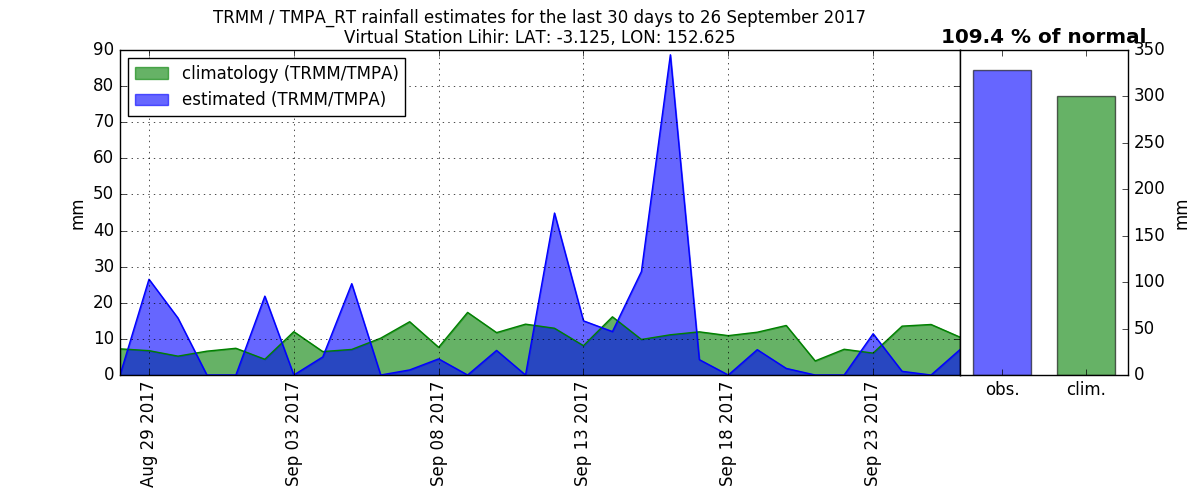 TRMM / TMPA_RT rainfall estimates for the last 30 days to 26 September 2017
Virtual Station Lihir: LAT: -3.125, LON: 152.625
109.4 % of normal
climatology (TRMM/TMPA)
estimated (TRMM/TMPA)
90
80
70
60
50
40
30
20
10
0
mm
Aug 29 2017
Sep 03 2017
Sep 08 2017
Sep 13 2017
Sep 18 2017
Sep 23 2017
350
300
250
200
150
100
50
0
mm
obs.
clim.